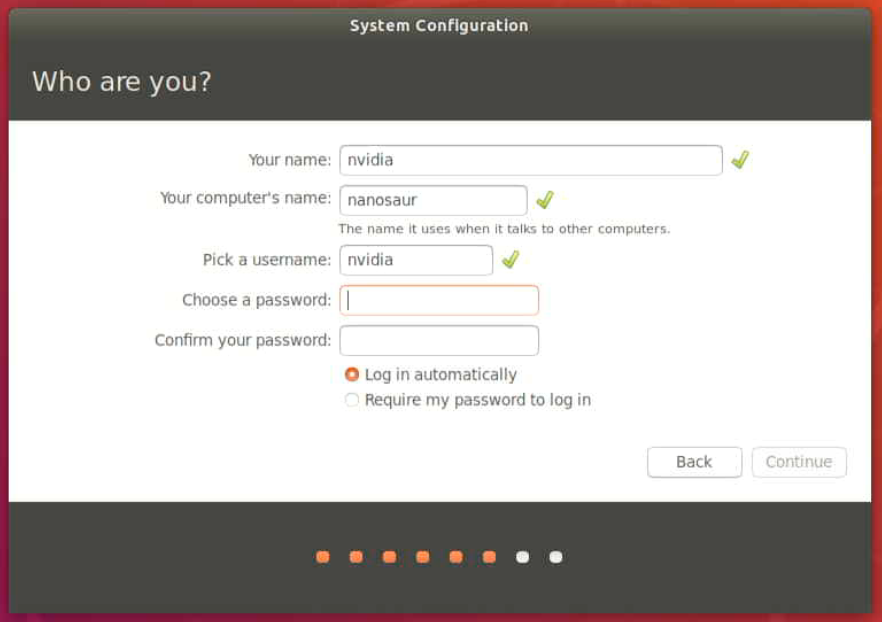 System Configuration
Who are you?
Your name: nvidia
Your computer's name: nanosaur
The name it uses when it talks to other computers.
Pick a username: nvidia
Choose a password:
Confirm your password:
Log in automatically
Require my password to log in
Back Continue